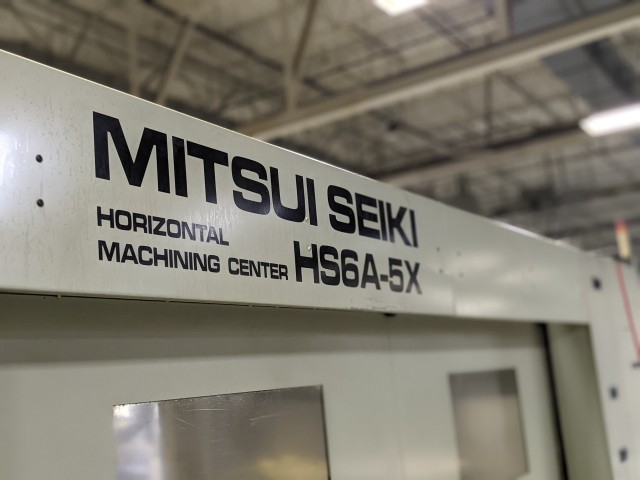 MITSUI SEIKI
HORIZONTAL
MACHINING CENTER HS6A-5X